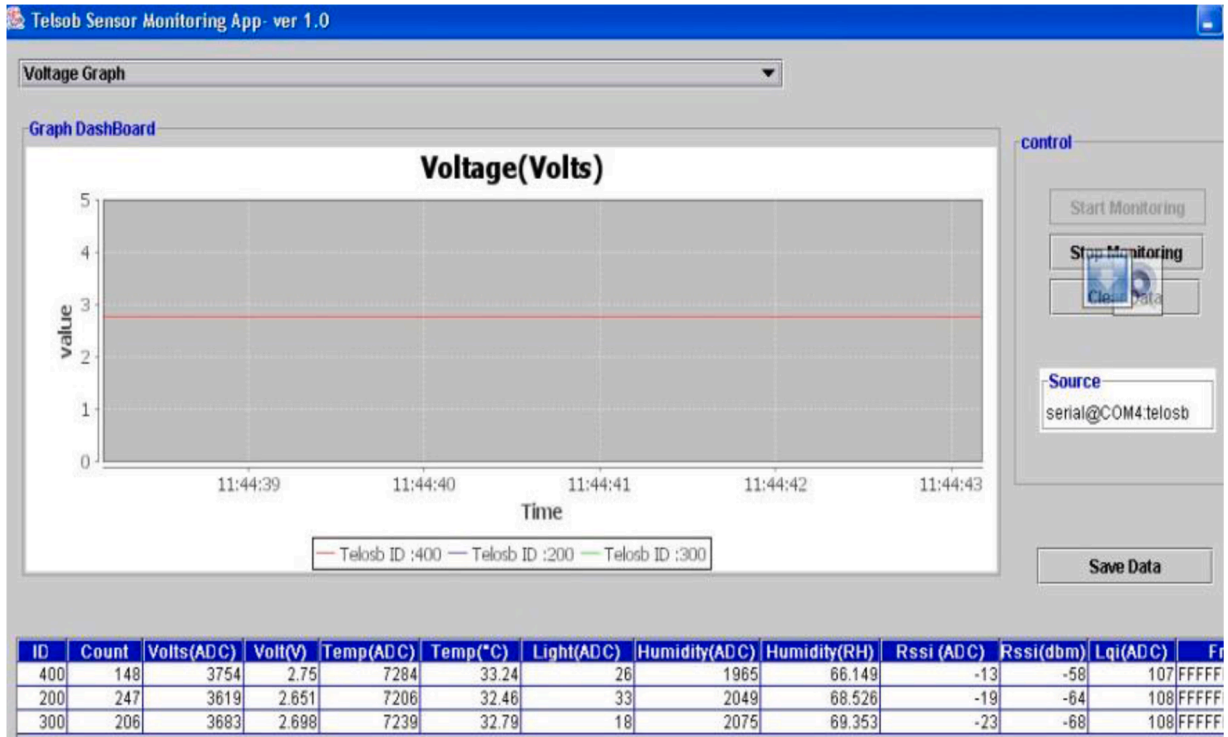 Telsob Sensor Monitoring App- ver 1.0
Voltage Graph
Graph DashBoard
Voltage(Volts)
5
4
3
2
1
0
value
11:44:39 11:44:40 11:44:41 11:44:42 11:44:43
Time
Telosb ID :400 Telosb ID :200 Telosb ID :300
control
Start Monitoring
Stop Monitoring
Clear Data
Source
serial@COM4:telosb
Save Data
ID Count Volts(ADC) Volt(V) Temp(ADC) Temp(°C) Light(ADC) Humidity(ADC) Humidity(RH) Rssi (ADC) Rssi(dbm) Lqi(ADC) Fr
400 148 3754 2.75 7284 33.24 26 1965 66.149 -13 -58 107 FFFFFF
200 247 3619 2.651 7206 32.46 33 2049 68.526 -19 -64 108 FFFFFF
300 206 3683 2.698 7239 32.79 18 2075 69.353 -23 -68 108 FFFFFF